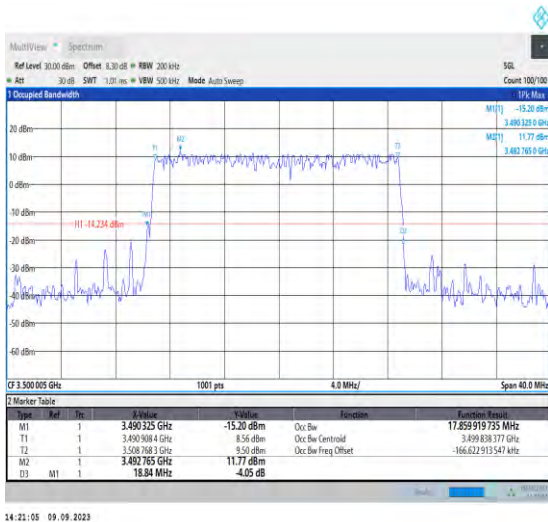 MultiView Spectrum
Ref Level 30.00 dBm Offset 8.30 dB RBW 200 kHz SGL
Att 30 dB SWT 1.01 ms VBW 500 kHz Mode Auto Sweep Count 100/100
1 Occupied Bandwidth 1Pk Max
M1[1] -15.20 dBm
3.490 325 0 GHz
M2[1] 11.77 dBm
3.492 765 0 GHz
20 dBm
T1 M2 T2
10 dBm
0 dBm
-10 dBm
H1 -14.234 dBm
-20 dBm
-30 dBm
-40 dBm
-50 dBm
-60 dBm
CF 3.500 005 GHz 1001 pts 4.0 MHz/ Span 40.0 MHz
2 Marker Table
Type Ref Trc X-Value Y-Value Function Function Result
M1 1 3.490 325 GHz -15.20 dBm Occ Bw 17.859 919 735 MHz
T1 1 3.490 908 4 GHz 8.56 dBm Occ Bw Centroid 3.499 838 377 GHz
T2 1 3.508 768 3 GHz 9.50 dBm Occ Bw Freq Offset -166.622 913 547 kHz
M2 1 3.492 765 GHz 11.77 dBm
D3 M1 1 18.84 MHz -4.05 dB
Ready
14:21:05 09.09.2023